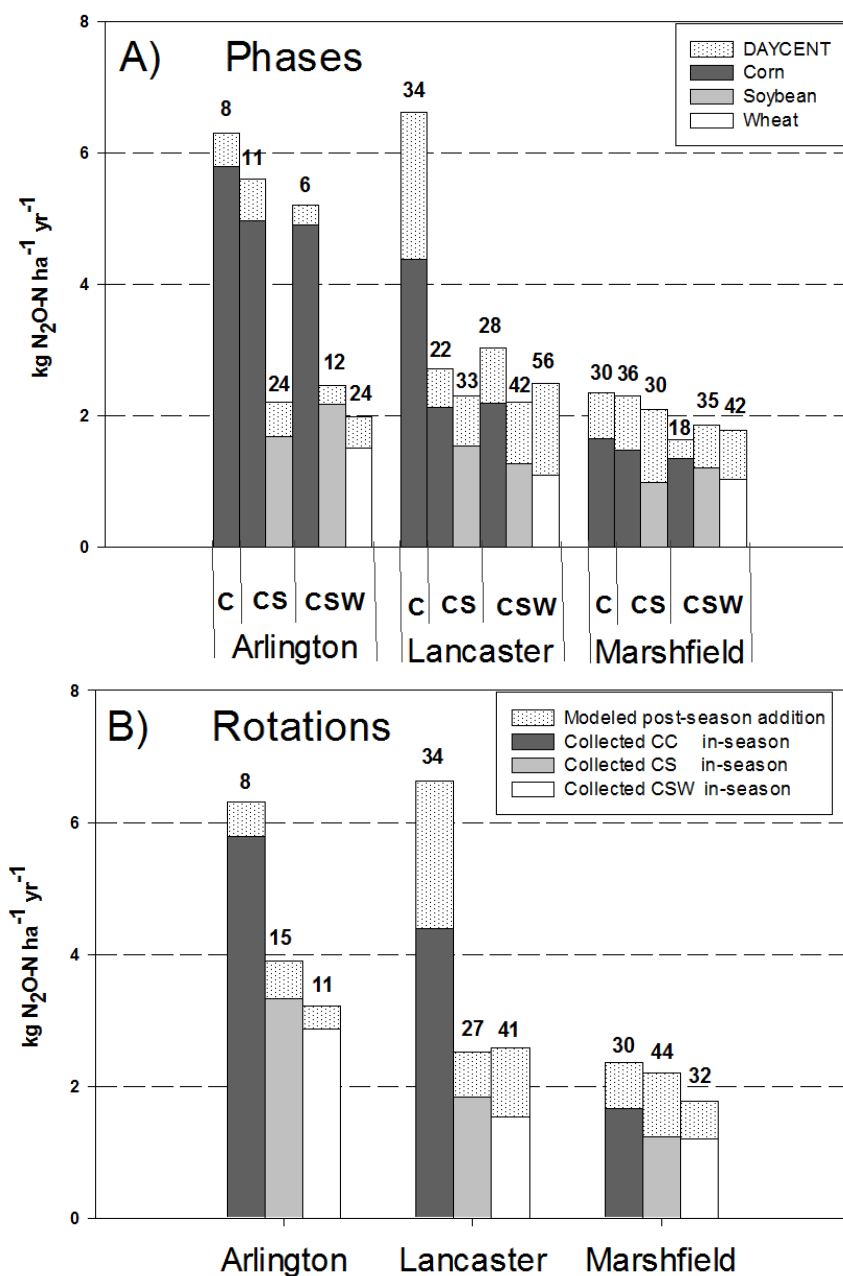 A) Phases
DAYCENT
Corn
Soybean
Wheat
kg N2O-N ha-1 yr-1
8
6
4
2
0
8
11
24
6
12
24
34
22
33
28
42
56
30
36
30
18
35
42
C CS CSW C CS CSW C CS CSW
Arlington Lancaster Marshfield
B) Rotations
Modeled post-season addition
Collected CC in-season
Collected CS in-season
Collected CSW in-season
kg N2O-N ha-1 yr-1
8
6
4
2
0
8
15
11
34
27
41
30
44
32
Arlington Lancaster Marshfield